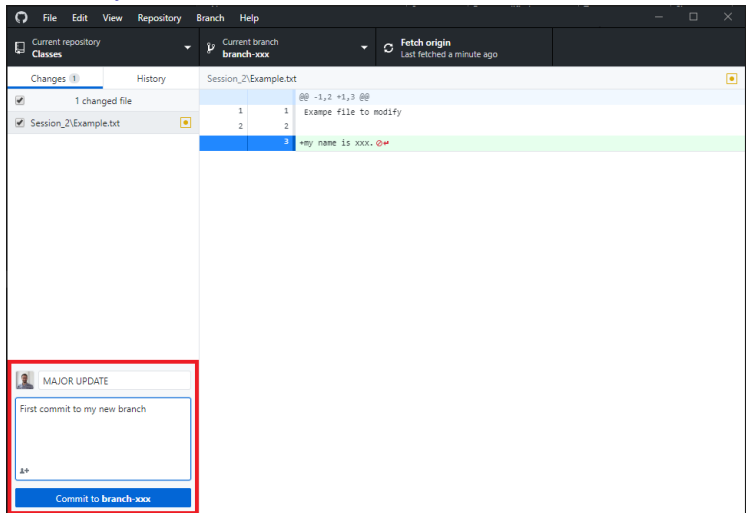 File Edit View Repository Branch Help
Current repository
Classes
Current branch
branch-xxx
Fetch origin
Last fetched a minute ago
Changes 1 History
Session_2\Example.txt
1 changed file
Session_2\Example.txt
@@ -1,2 +1,3 @@
1 1 Exampe file to modify
2 2
3 +my name is xxx.
MAJOR UPDATE
First commit to my new branch
Commit to branch-xxx